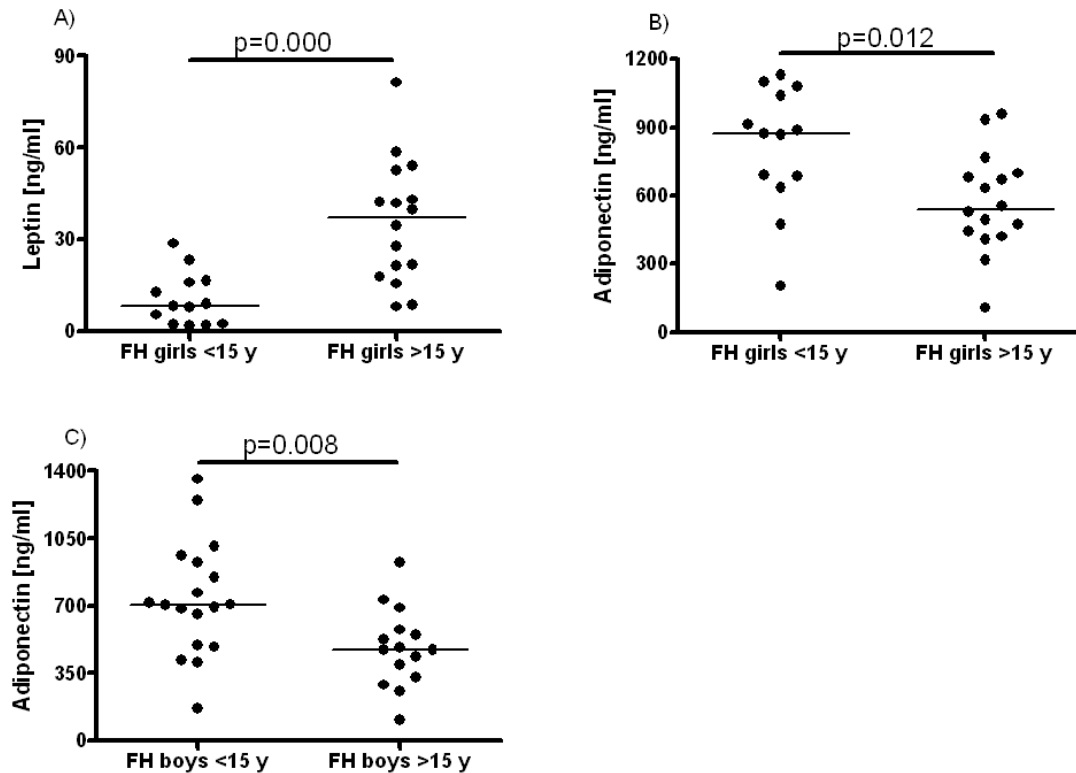 A)
p=0.000
90
60
30
0
Leptin [ng/ml]
FH girls <15 y
FH girls >15 y
B)
p=0.012
1200
900
600
300
0
Adiponectin [ng/ml]
FH girls <15 y
FH girls >15 y
C)
p=0.008
1400
1050
700
350
0
Adiponectin [ng/ml]
FH boys <15 y
FH boys >15 y